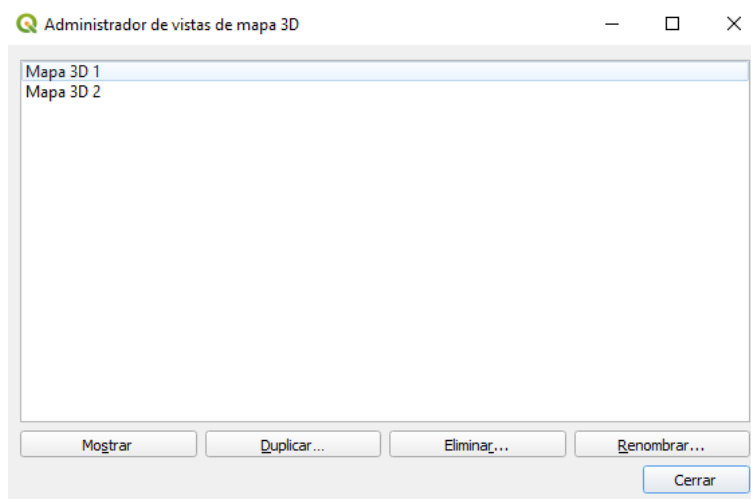 Administrador de vistas de mapa 3D
Mapa 3D 1
Mapa 3D 2
Mostrar Duplicar... Eliminar... Renombrar...
Cerrar